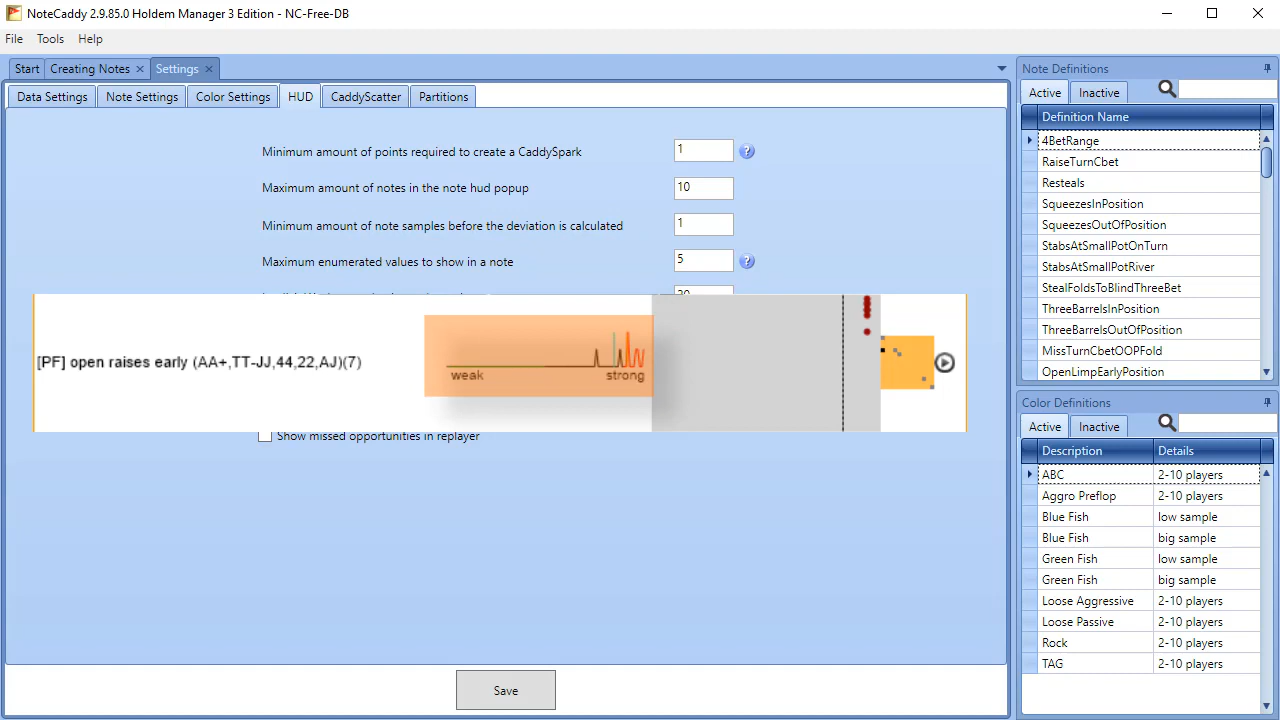 NoteCaddy 2.9.85.0 Holdem Manager 3 Edition - NC-Free-DB
File Tools Help
Start Creating Notes Settings
Data Settings Note Settings Color Settings HUD CaddyScatter Partitions
Minimum amount of points required to create a CaddySpark 1
Maximum amount of notes in the note hud popup 10
Minimum amount of note samples before the deviation is calculated 1
Maximum enumerated values to show in a note 5
[PF] open raises early (AA+,TT-JJ,44,22,AJ)(7)
weak strong
Show missed opportunities in replayer
Save
Note Definitions
Active Inactive
Definition Name
4BetRange
RaiseTurnCbet
Resteals
SqueezesInPosition
SqueezesOutOfPosition
StabsAtSmallPotOnTurn
StabsAtSmallPotRiver
StealFoldsToBlindThreeBet
ThreeBarrelsInPosition
ThreeBarrelsOutOfPosition
MissTurnCbetOOPFold
OpenLimpEarlyPosition
Color Definitions
Active Inactive
Description Details
ABC 2-10 players
Aggro Preflop 2-10 players
Blue Fish low sample
Blue Fish big sample
Green Fish low sample
Green Fish big sample
Loose Aggressive 2-10 players
Loose Passive 2-10 players
Rock 2-10 players
TAG 2-10 players